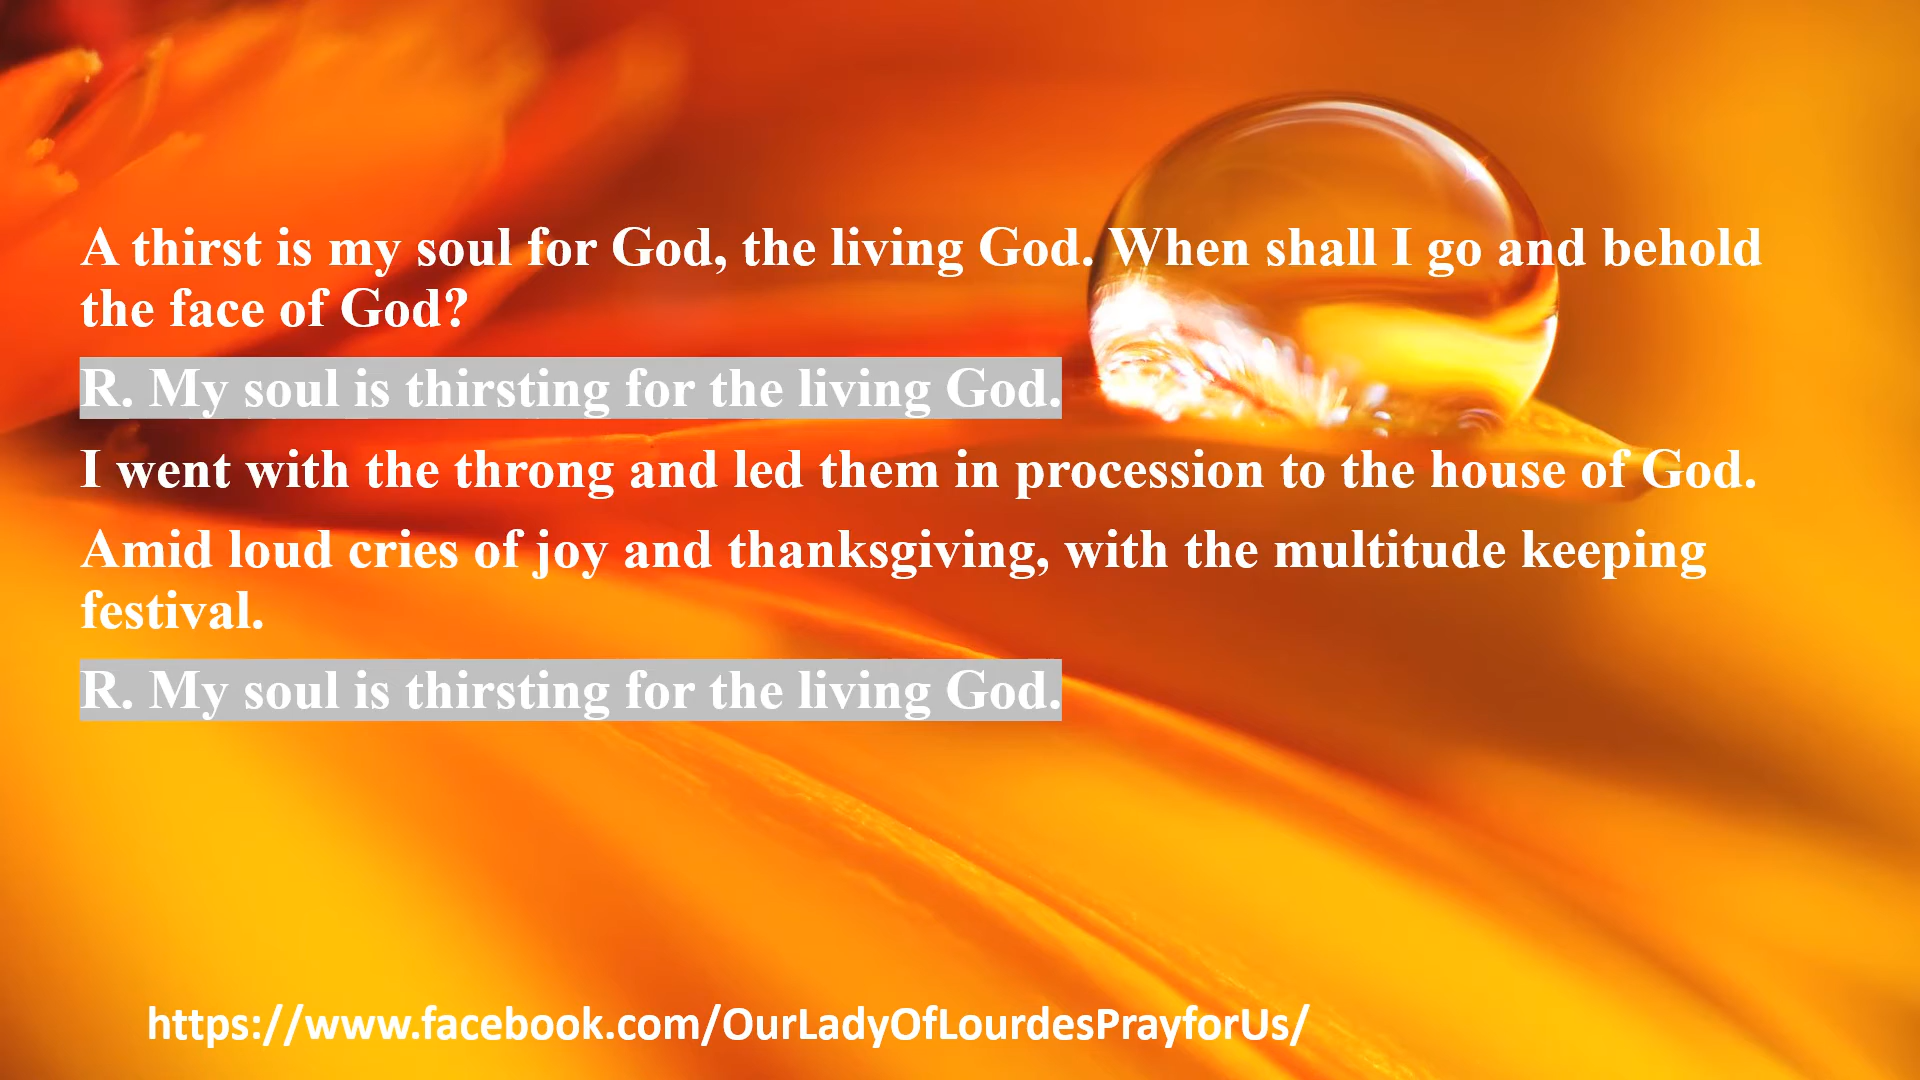 A thirst is my soul for God, the living God. When shall I go and behold
the face of God?
R. My soul is thirsting for the living God.
I went with the throng and led them in procession to the house of God.
Amid loud cries of joy and thanksgiving, with the multitude keeping
festival.
R. My soul is thirsting for the living God.
https://www.facebook.com/OurLadyOfLourdesPrayforUs/